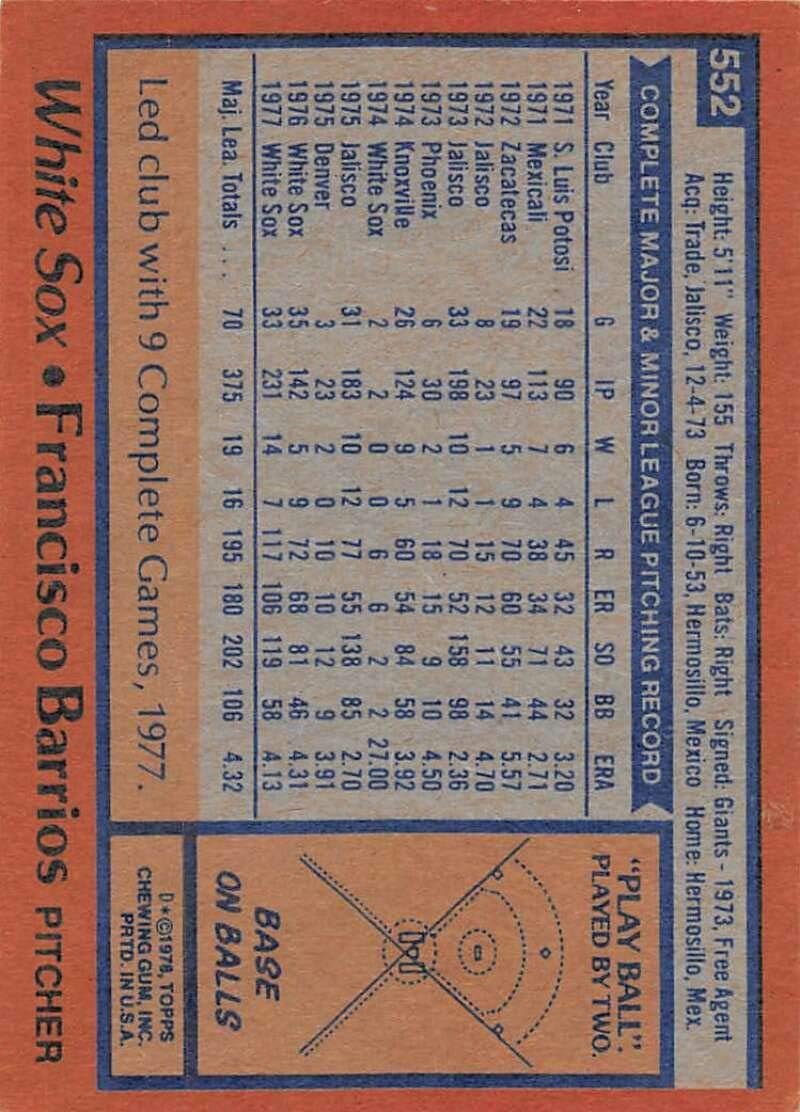 552
Height: 5'11" Weight: 155 Throws: Right Bats: Right Signed: Giants - 1973, Free Agent
Acq: Trade, Jalisco, 12-4-73 Born: 6-10-53, Hermosillo, Mexico Home: Hermosillo, Mex.
COMPLETE MAJOR & MINOR LEAGUE PITCHING RECORD
Year Club G IP W L R ER SO BB ERA
1971 S. Luis Potosi 18 90 6 4 45 32 43 32 3.20
1971 Mexicali 22 113 7 4 38 34 71 44 2.71
1972 Zacatecas 19 97 5 9 70 60 55 41 5.57
1972 Jalisco 8 23 1 1 15 12 11 14 4.70
1973 Jalisco 33 198 10 12 70 52 158 98 2.36
1973 Phoenix 6 30 2 1 18 15 9 10 4.50
1974 Knoxville 26 124 9 5 60 54 84 58 3.92
1974 White Sox 2 2 0 0 6 6 2 2 27.00
1975 Jalisco 31 183 10 12 77 55 138 85 2.70
1975 Denver 3 23 2 0 10 10 12 9 3.91
1976 White Sox 35 142 5 9 72 68 81 46 4.31
1977 White Sox 33 231 14 7 117 106 119 58 4.13
Maj. Lea. Totals ... 70 375 19 16 195 180 202 106 4.32
Led club with 9 Complete Games, 1977.
"PLAY BALL":
PLAYED BY TWO.
BASE
ON BALLS
D*©1978, TOPPS
CHEWING GUM, INC.
PRTD. IN U.S.A.
White Sox • Francisco Barrios PITCHER